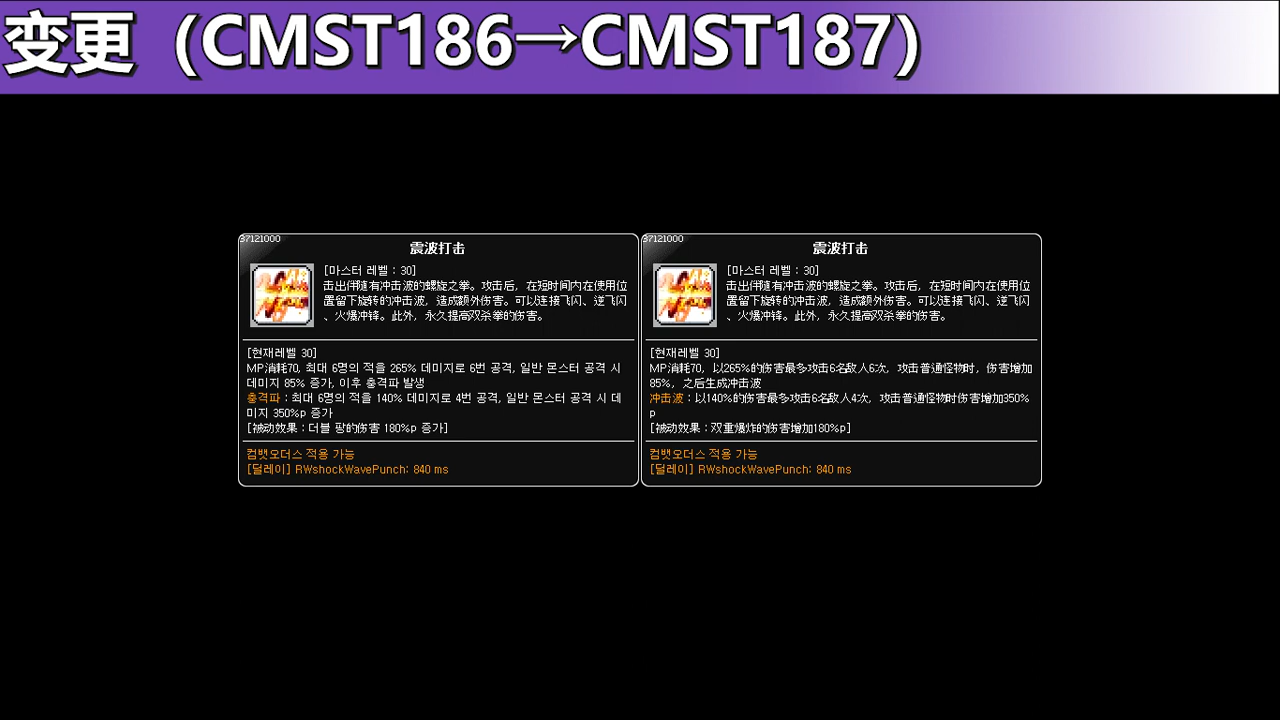 变更（CMST186→CMST187）
37121000
震波打击
[마스터 레벨 : 30]
击出伴随有冲击波的螺旋之拳。攻击后，在短时间内在使用位
置留下旋转的冲击波，造成额外伤害。可以连接飞闪、逆飞闪
、火爆冲锋。此外，永久提高双杀拳的伤害。
[현재레벨 30]
MP消耗70, 최대 6명의 적을 265% 데미지로 6번 공격, 일반 몬스터 공격 시
데미지 85% 증가, 이후 충격파 발생
충격파 : 최대 6명의 적을 140% 데미지로 4번 공격, 일반 몬스터 공격 시 데
미지 350%p 증가
[被动效果 : 더블 팡的伤害 180%p 증가]
컴뱃오더스 적용 가능
[딜레이] RWshockWavePunch: 840 ms
37121000
震波打击
[마스터 레벨 : 30]
击出伴随有冲击波的螺旋之拳。攻击后，在短时间内在使用位
置留下旋转的冲击波，造成额外伤害。可以连接飞闪、逆飞闪
、火爆冲锋。此外，永久提高双杀拳的伤害。
[현재레벨 30]
MP消耗70，以265%的伤害最多攻击6名敌人6次，攻击普通怪物时，伤害增加
85%，之后生成冲击波
冲击波 : 以140%的伤害最多攻击6名敌人4次，攻击普通怪物时伤害增加350%
p
[被动效果 : 双重爆炸的伤害增加180%p]
컴뱃오더스 적용 가능
[딜레이] RWshockWavePunch: 840 ms